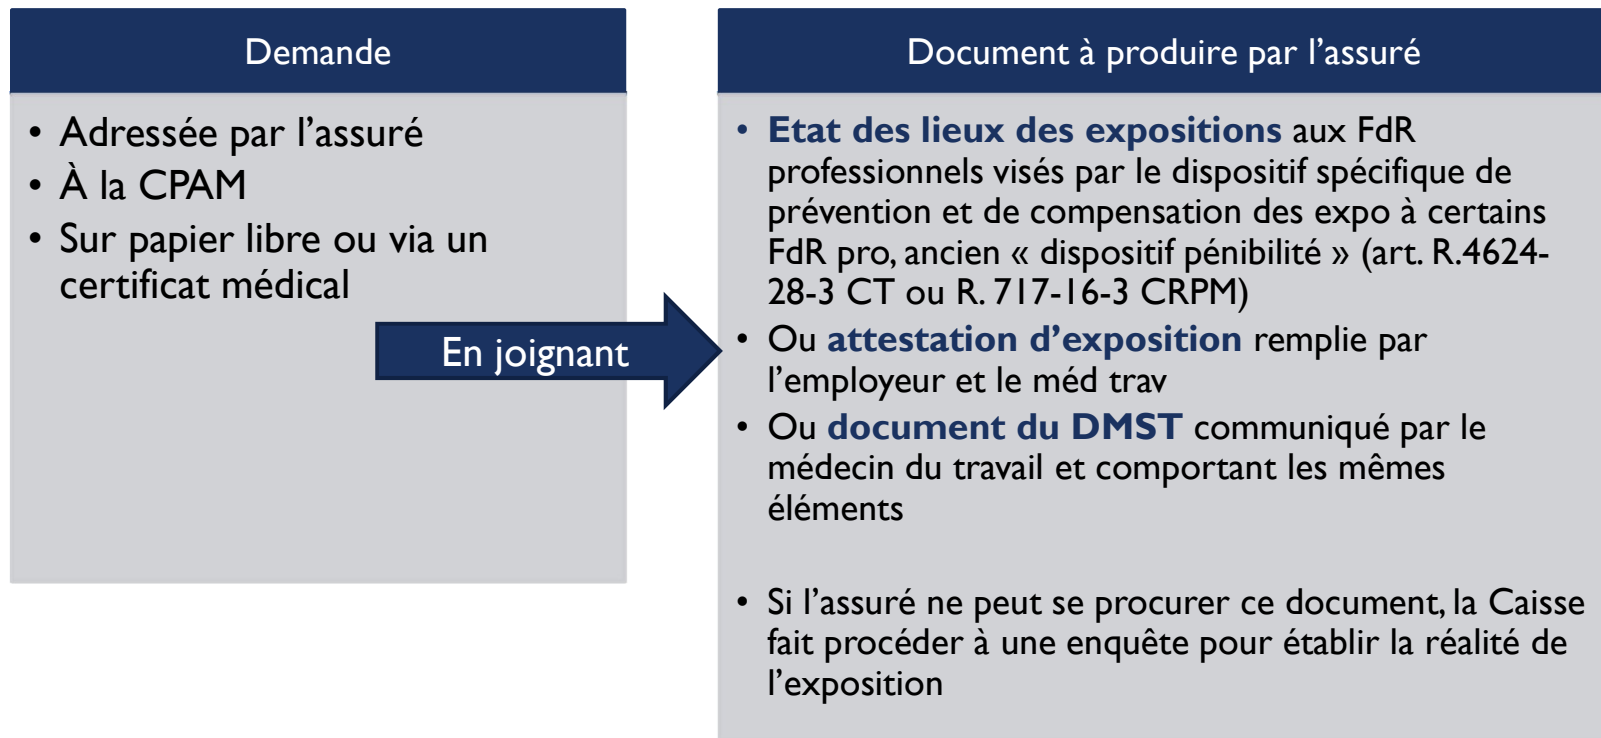 Demande
• Adressée par l’assuré
• À la CPAM
• Sur papier libre ou via un
certificat médical
En joignant
Document à produire par l’assuré
• Etat des lieux des expositions aux FdR
professionnels visés par le dispositif spécifique de
prévention et de compensation des expo à certains
FdR pro, ancien « dispositif pénibilité » (art. R.4624-
28-3 CT ou R. 717-16-3 CRPM)
• Ou attestation d’exposition remplie par
l’employeur et le méd trav
• Ou document du DMST communiqué par le
médecin du travail et comportant les mêmes
éléments
• Si l’assuré ne peut se procurer ce document, la Caisse
fait procéder à une enquête pour établir la réalité de
l’exposition